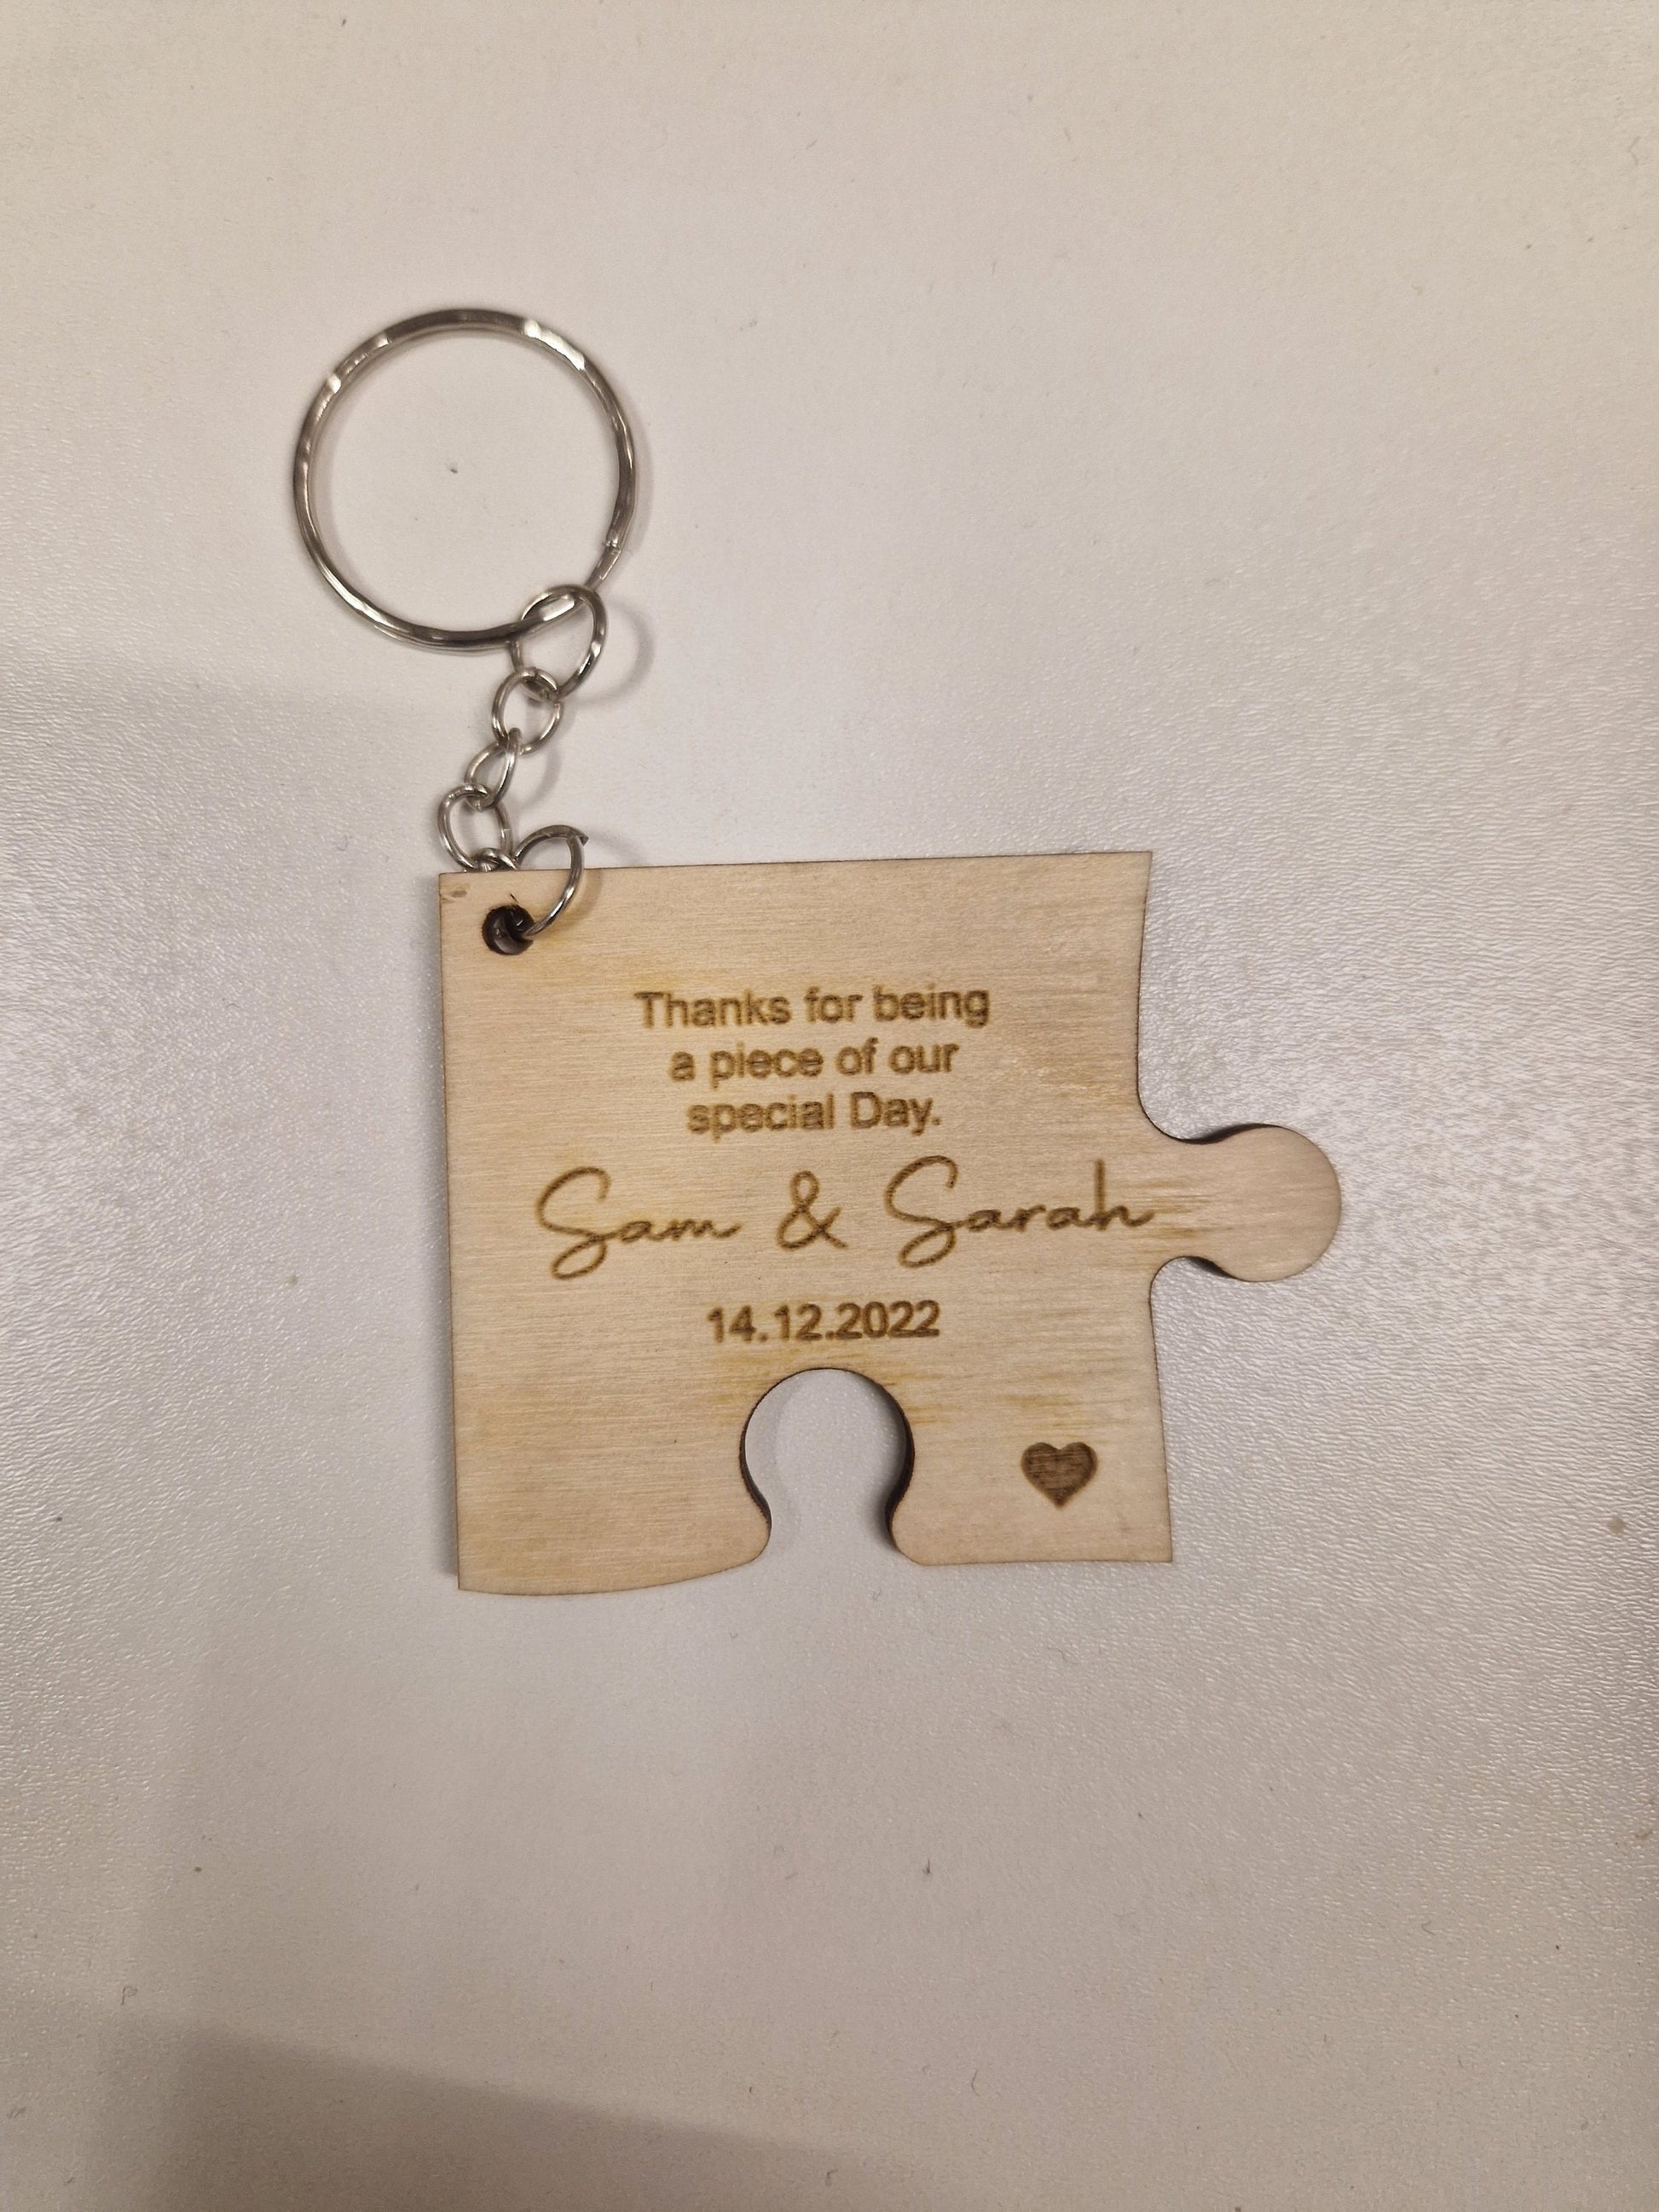 Thanks for being
a piece of our
special Day.
Sam & Sarah
14.12.2022